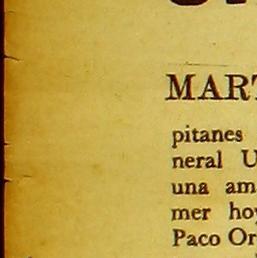 MART
pitanes
neral U
una am
mer hoy
Paco Or